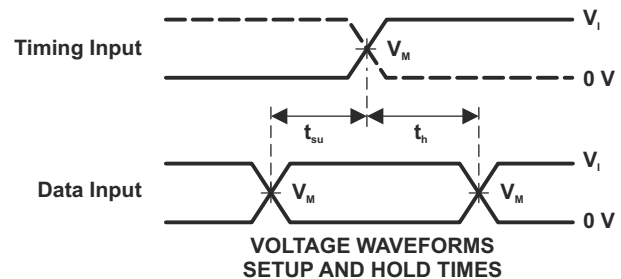 V_I
Timing Input
V_M
0 V
t_su
t_h
V_I
Data Input
V_M
V_M
0 V
VOLTAGE WAVEFORMS
SETUP AND HOLD TIMES